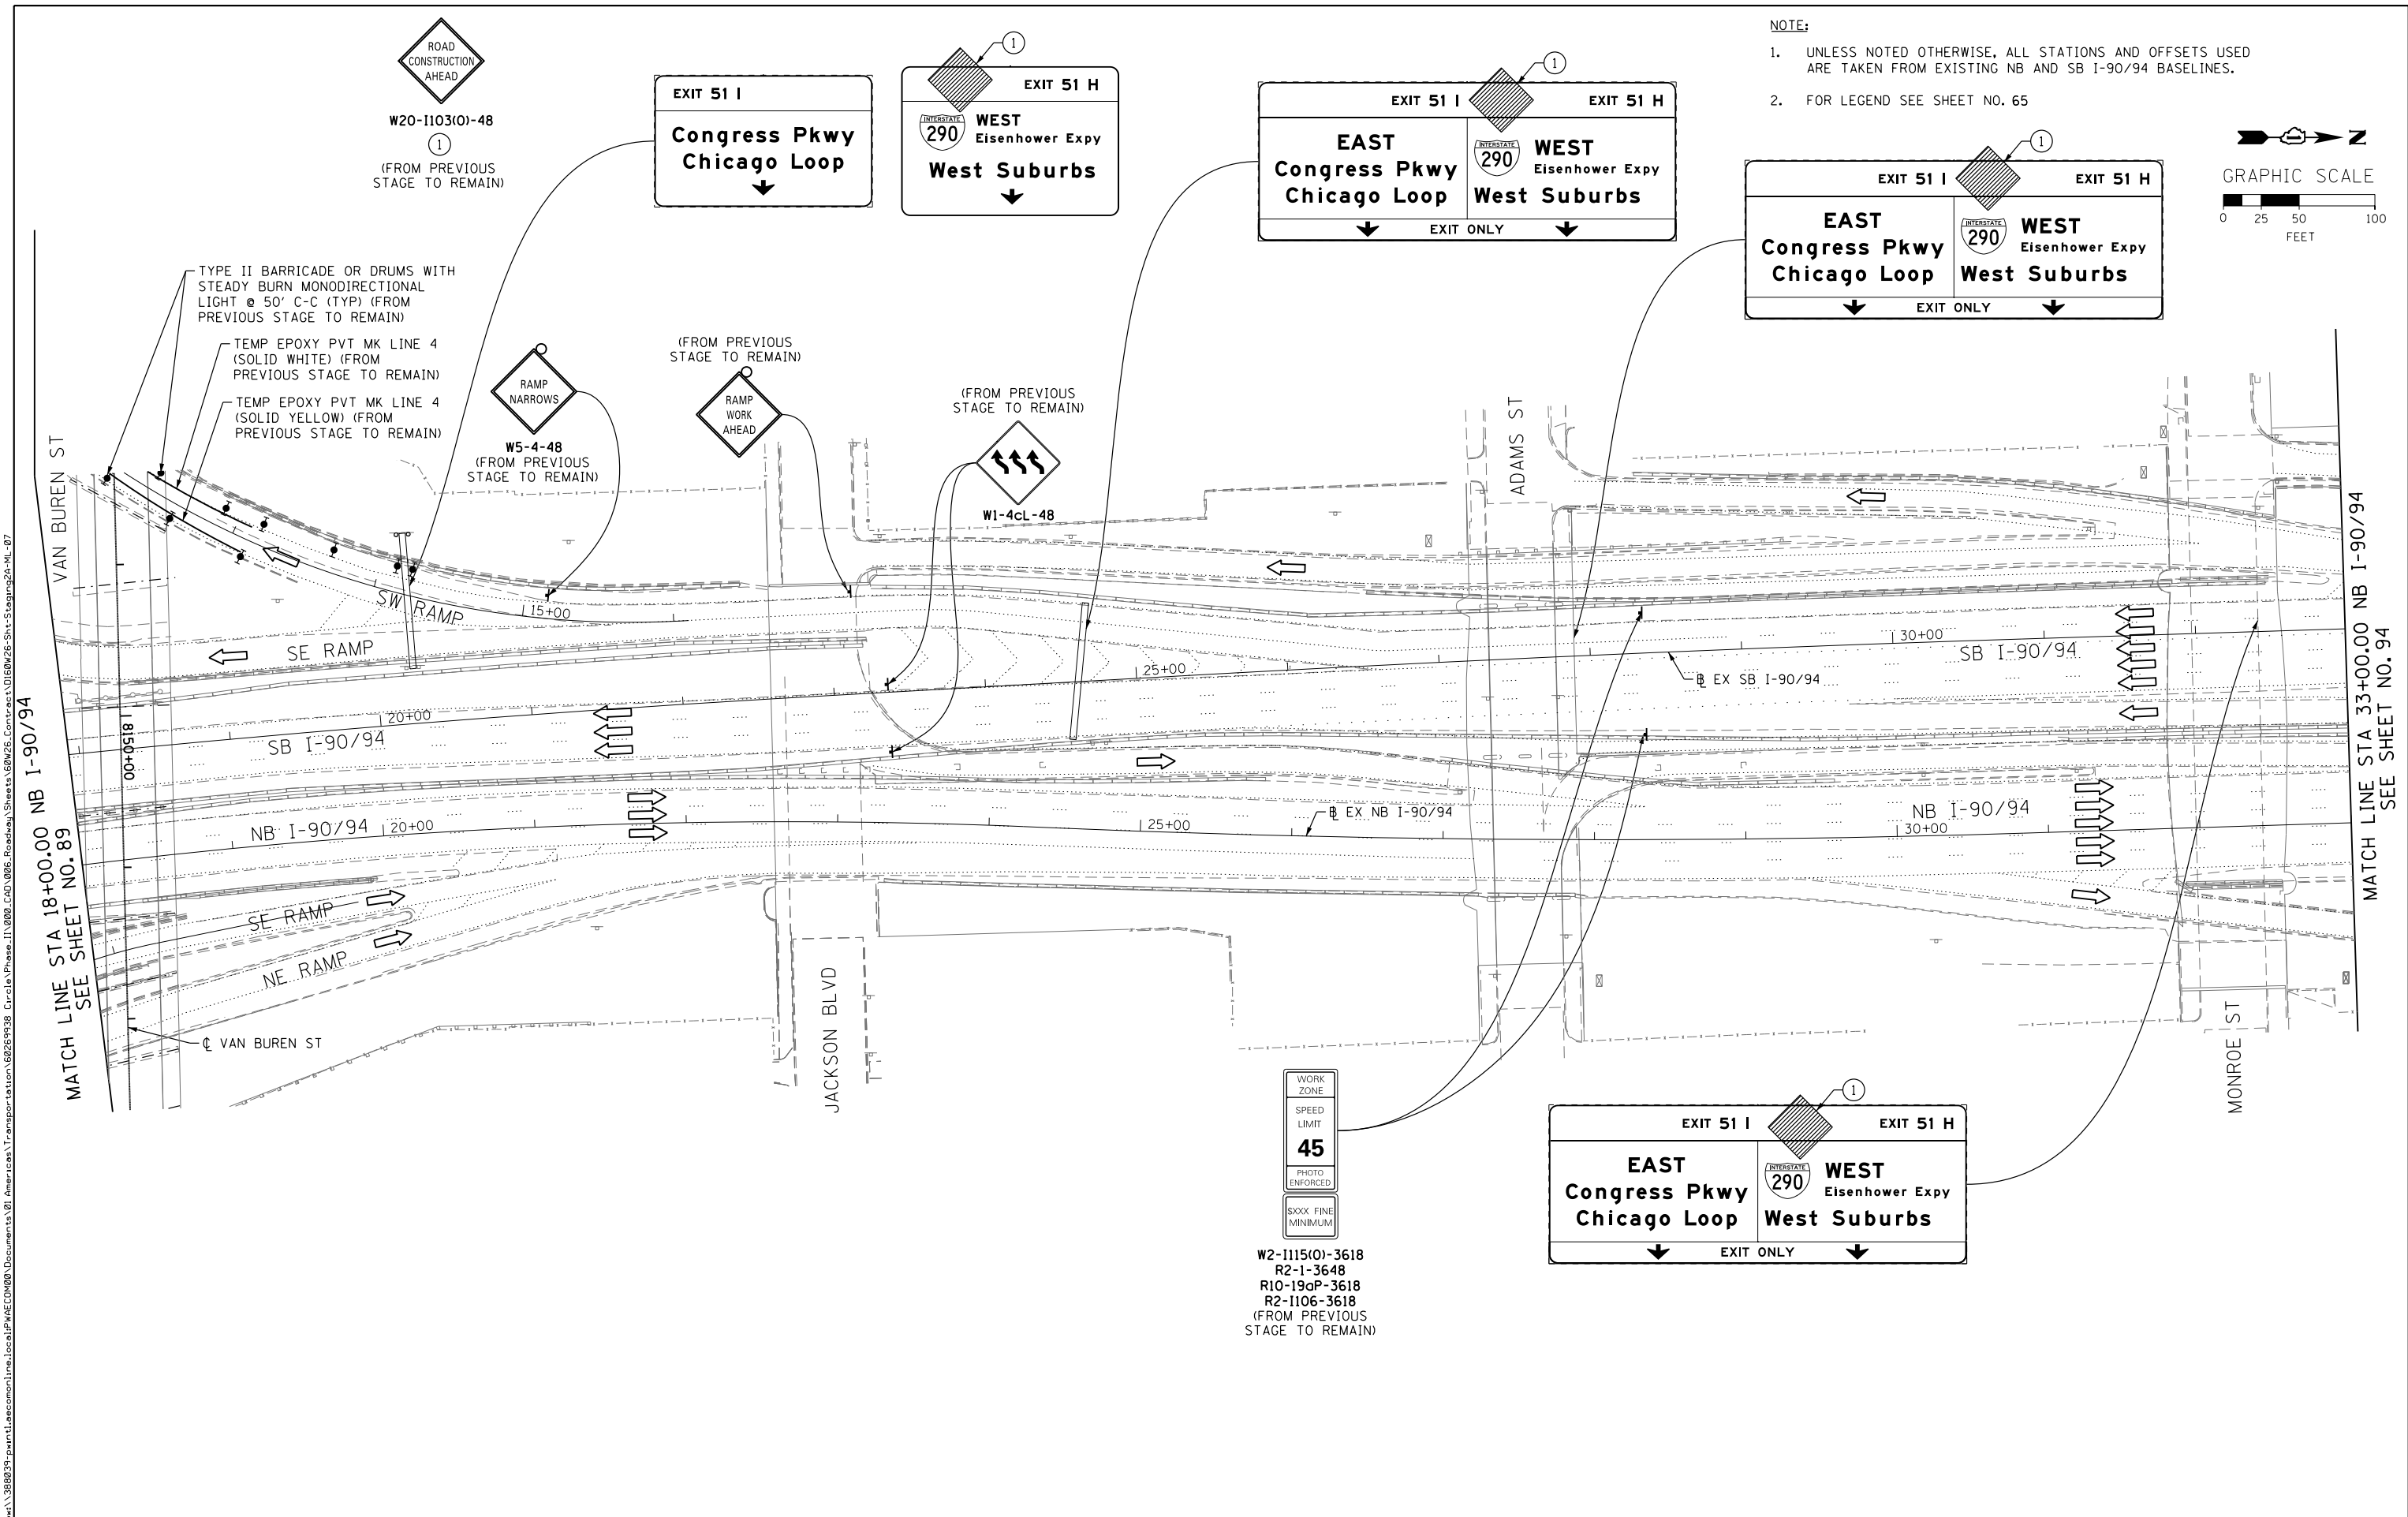 NOTE:
1. UNLESS NOTED OTHERWISE, ALL STATIONS AND OFFSETS USED
ARE TAKEN FROM EXISTING NB AND SB I-90/94 BASELINES.
2. FOR LEGEND SEE SHEET NO. 65
N
GRAPHIC SCALE
0 25 50 100
FEET
ROAD
CONSTRUCTION
AHEAD
W20-I103(O)-48
1
(FROM PREVIOUS
STAGE TO REMAIN)
EXIT 51 I
Congress Pkwy
Chicago Loop
1
EXIT 51 H
INTERSTATE
290
WEST
Eisenhower Expy
West Suburbs
1
EXIT 51 I
EXIT 51 H
EAST
Congress Pkwy
Chicago Loop
INTERSTATE
290
WEST
Eisenhower Expy
West Suburbs
EXIT ONLY
1
EXIT 51 I
EXIT 51 H
EAST
Congress Pkwy
Chicago Loop
INTERSTATE
290
WEST
Eisenhower Expy
West Suburbs
EXIT ONLY
TYPE II BARRICADE OR DRUMS WITH
STEADY BURN MONODIRECTIONAL
LIGHT @ 50' C-C (TYP) (FROM
PREVIOUS STAGE TO REMAIN)
TEMP EPOXY PVT MK LINE 4
(SOLID WHITE) (FROM
PREVIOUS STAGE TO REMAIN)
TEMP EPOXY PVT MK LINE 4
(SOLID YELLOW) (FROM
PREVIOUS STAGE TO REMAIN)
RAMP
NARROWS
W5-4-48
(FROM PREVIOUS
STAGE TO REMAIN)
(FROM PREVIOUS
STAGE TO REMAIN)
RAMP
WORK
AHEAD
(FROM PREVIOUS
STAGE TO REMAIN)
W1-4cL-48
VAN BUREN ST
ADAMS ST
SW RAMP
15+00
SE RAMP
20+00
SB I-90/94
8150+00
25+00
30+00
SB I-90/94
B EX SB I-90/94
NB I-90/94
20+00
25+00
B EX NB I-90/94
NB I-90/94
30+00
SE RAMP
NE RAMP
CL VAN BUREN ST
JACKSON BLVD
MONROE ST
MATCH LINE STA 18+00.00 NB I-90/94
SEE SHEET NO. 89
MATCH LINE STA 33+00.00 NB I-90/94
SEE SHEET NO. 94
WORK
ZONE
SPEED
LIMIT
45
PHOTO
ENFORCED
$XXX FINE
MINIMUM
W2-I115(O)-3618
R2-1-3648
R10-19aP-3618
R2-I106-3618
(FROM PREVIOUS
STAGE TO REMAIN)
1
EXIT 51 I
EXIT 51 H
EAST
Congress Pkwy
Chicago Loop
INTERSTATE
290
WEST
Eisenhower Expy
West Suburbs
EXIT ONLY